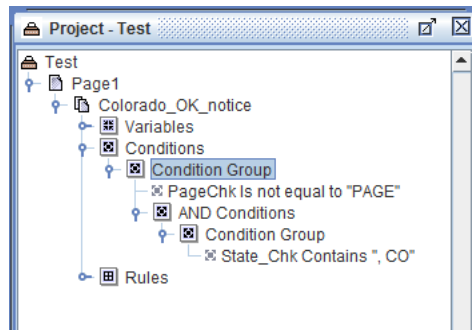 Project - Test
Test
Page1
Colorado_OK_notice
Variables
Conditions
Condition Group
PageChk Is not equal to "PAGE"
AND Conditions
Condition Group
State_Chk Contains ", CO"
Rules